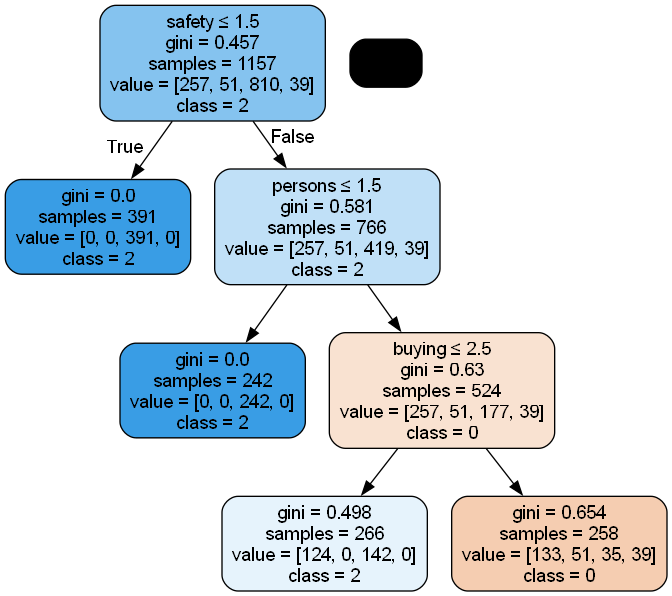 safety ≤ 1.5
gini = 0.457
samples = 1157
value = [257, 51, 810, 39]
class = 2
True
False
gini = 0.0
samples = 391
value = [0, 0, 391, 0]
class = 2
persons ≤ 1.5
gini = 0.581
samples = 766
value = [257, 51, 419, 39]
class = 2
gini = 0.0
samples = 242
value = [0, 0, 242, 0]
class = 2
buying ≤ 2.5
gini = 0.63
samples = 524
value = [257, 51, 177, 39]
class = 0
gini = 0.498
samples = 266
value = [124, 0, 142, 0]
class = 2
gini = 0.654
samples = 258
value = [133, 51, 35, 39]
class = 0